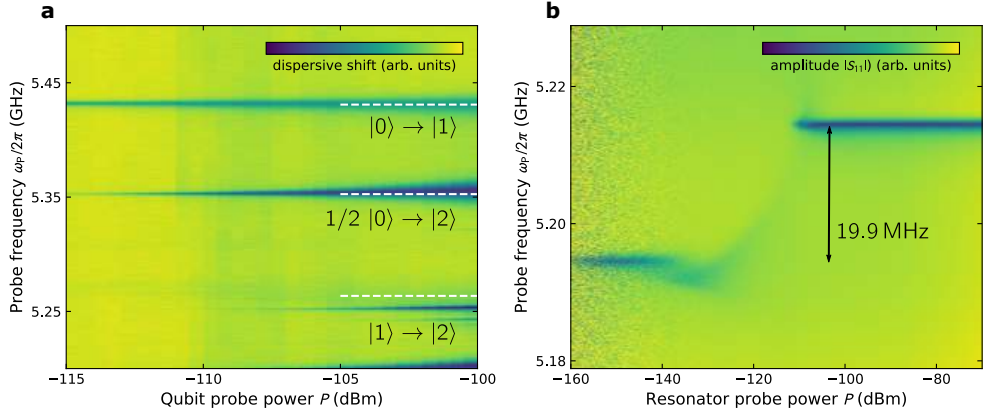 a
dispersive shift (arb. units)
|0⟩ → |1⟩
1/2 |0⟩ → |2⟩
|1⟩ → |2⟩
5.45
5.35
5.25
Probe frequency ωₚ/2π (GHz)
−115
−110
−105
−100
Qubit probe power P (dBm)
b
amplitude |S₁₁|) (arb. units)
19.9 MHz
5.22
5.20
5.18
Probe frequency ωₚ/2π (GHz)
−160
−140
−120
−100
−80
Resonator probe power P (dBm)